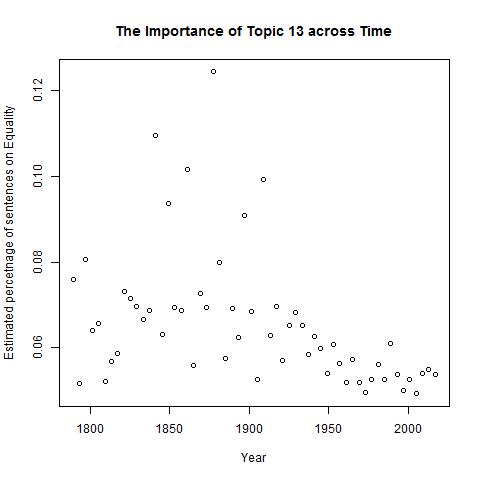 The Importance of Topic 13 across Time
Estimated percetnage of sentences on Equality
0.12
0.10
0.08
0.06
1800 1850 1900 1950 2000
Year